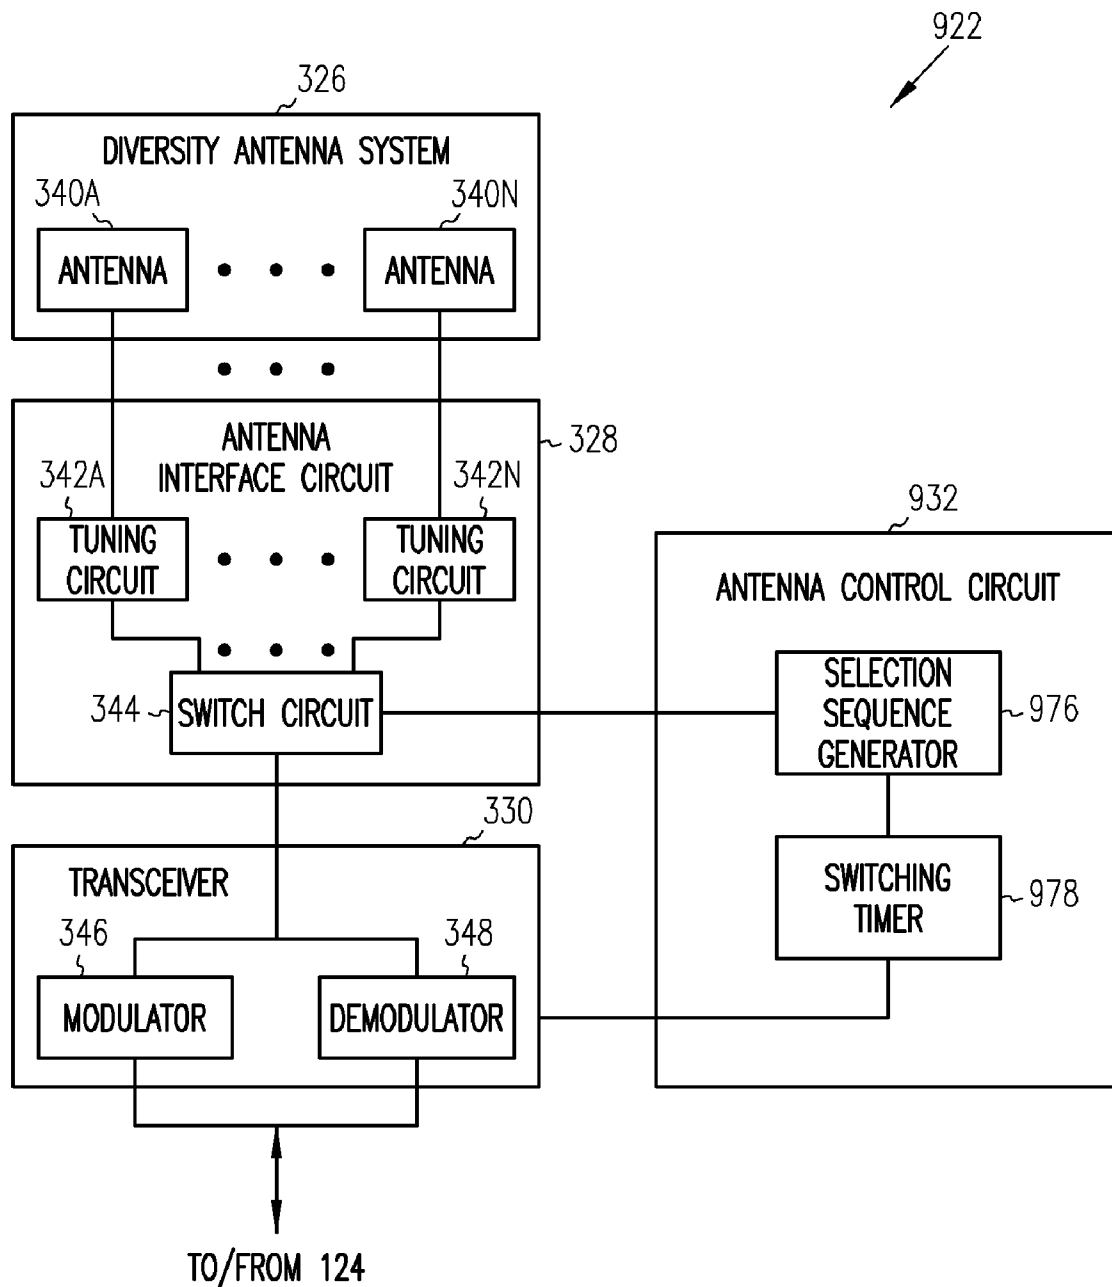 922
326
DIVERSITY ANTENNA SYSTEM
340A
340N
ANTENNA
ANTENNA
ANTENNA
INTERFACE CIRCUIT
328
342A
342N
TUNING
CIRCUIT
TUNING
CIRCUIT
344
SWITCH CIRCUIT
932
ANTENNA CONTROL CIRCUIT
SELECTION
SEQUENCE
GENERATOR
976
SWITCHING
TIMER
978
330
TRANSCEIVER
346
348
MODULATOR
DEMODULATOR
TO/FROM 124